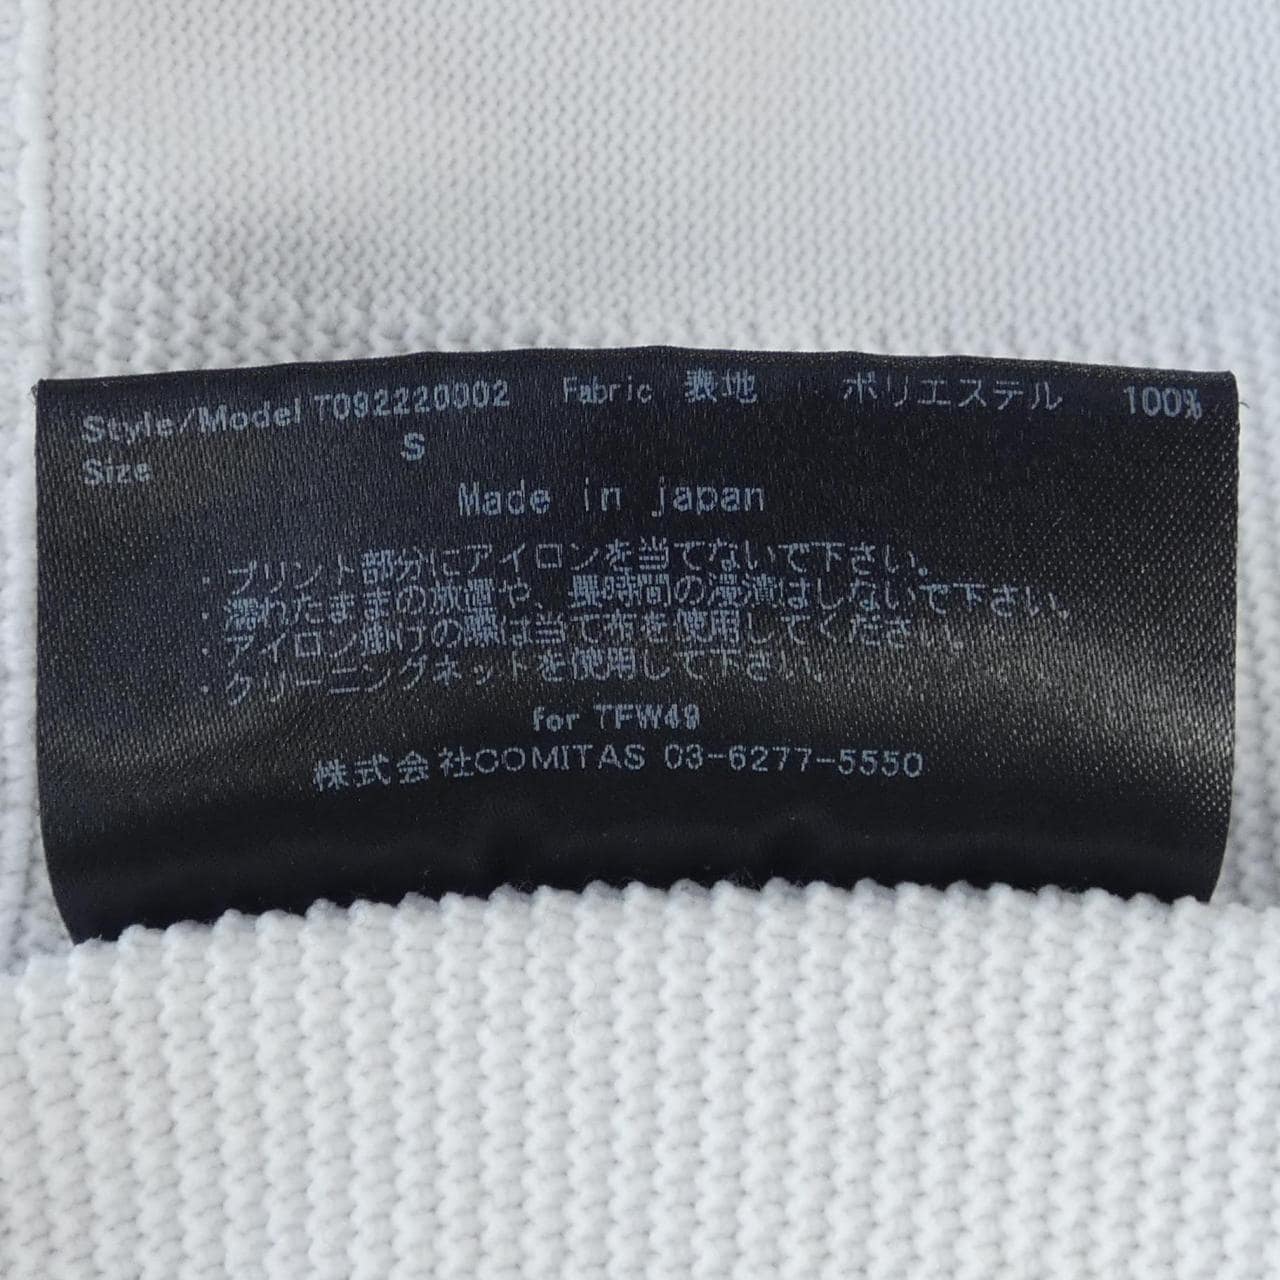 Style/Model T092220002 Fabric 表地 ポリエステル 100%
Size S
Made in japan
・プリント部分にアイロンを当てないで下さい。
・濡れたままの放置や、長時間の浸漬はしないで下さい。
・アイロン掛けの際は当て布を使用してください。
・クリーニングネットを使用して下さい。
for TFW49
株式会社COMITAS 03-6277-5550